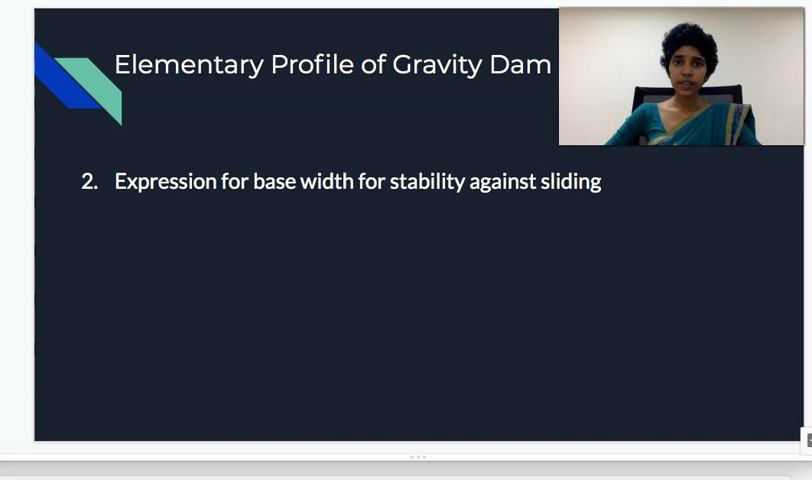 Elementary Profile of Gravity Dam
2. Expression for base width for stability against sliding